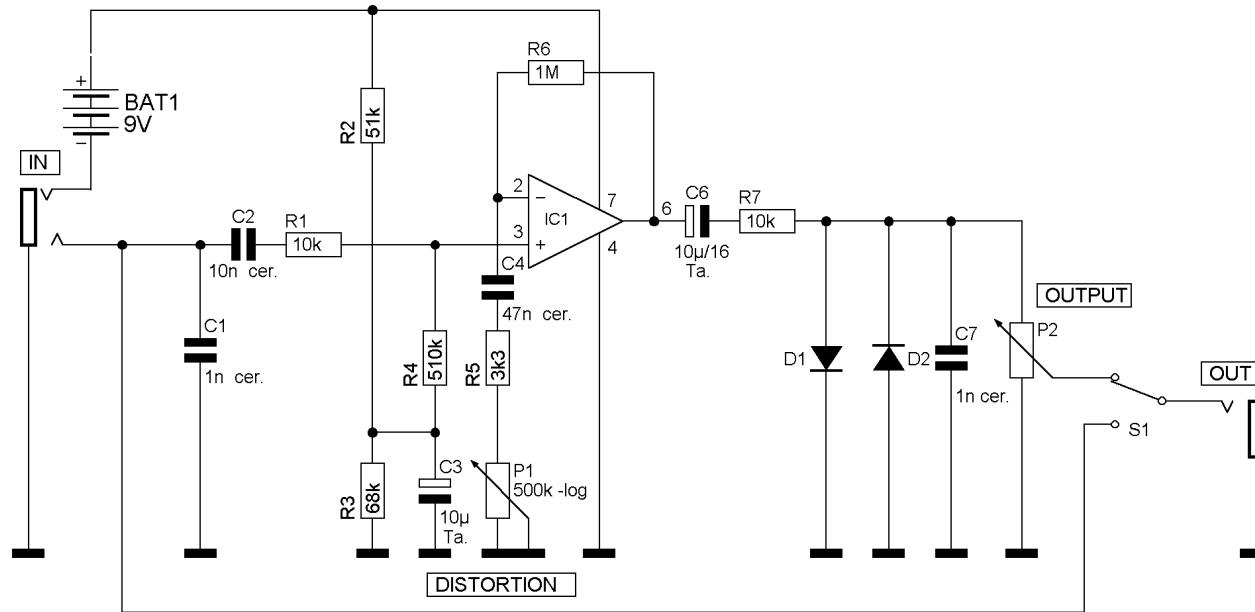 R6
1M
+
BAT1
9V
−
R2
51k
IN
2
−
7
IC1
6
C6
R7
10k
10µ/16
Ta.
C2
R1
10k
10n cer.
3
+
4
C4
47n cer.
C1
1n cer.
R4
510k
R5
3k3
OUTPUT
D1
D2
C7
1n cer.
P2
OUT
S1
R3
68k
C3
10µ
Ta.
P1
500k -log
DISTORTION